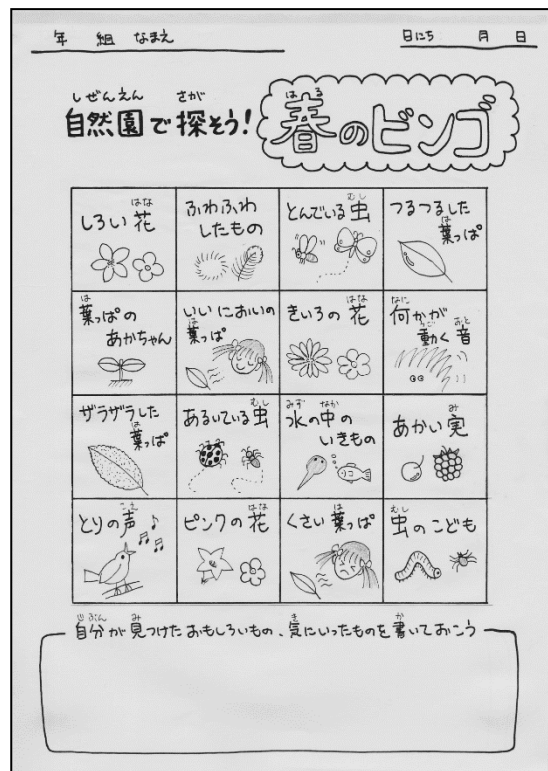 年 組 なまえ
日にち 月 日
しぜんえん さが
自然園で探そう!
はる
春のビンゴ
はな
しろい花
ふわふわ
したもの
むし
とんでいる虫
つるつるした
は
葉っぱ
は
葉っぱの
あかちゃん
いいにおいの
は
葉っぱ
はな
きいろの花
なに
何かが
うご おと
動く音
ザラザラした
は
葉っぱ
むし
あるいている虫
みず なか
水の中の
いきもの
み
あかい実
こえ
とりの声
はな
ピンクの花
は
くさい葉っぱ
むし
虫のこども
じぶん み き か
自分が見つけたおもしろいもの、気にいったものを書いておこう